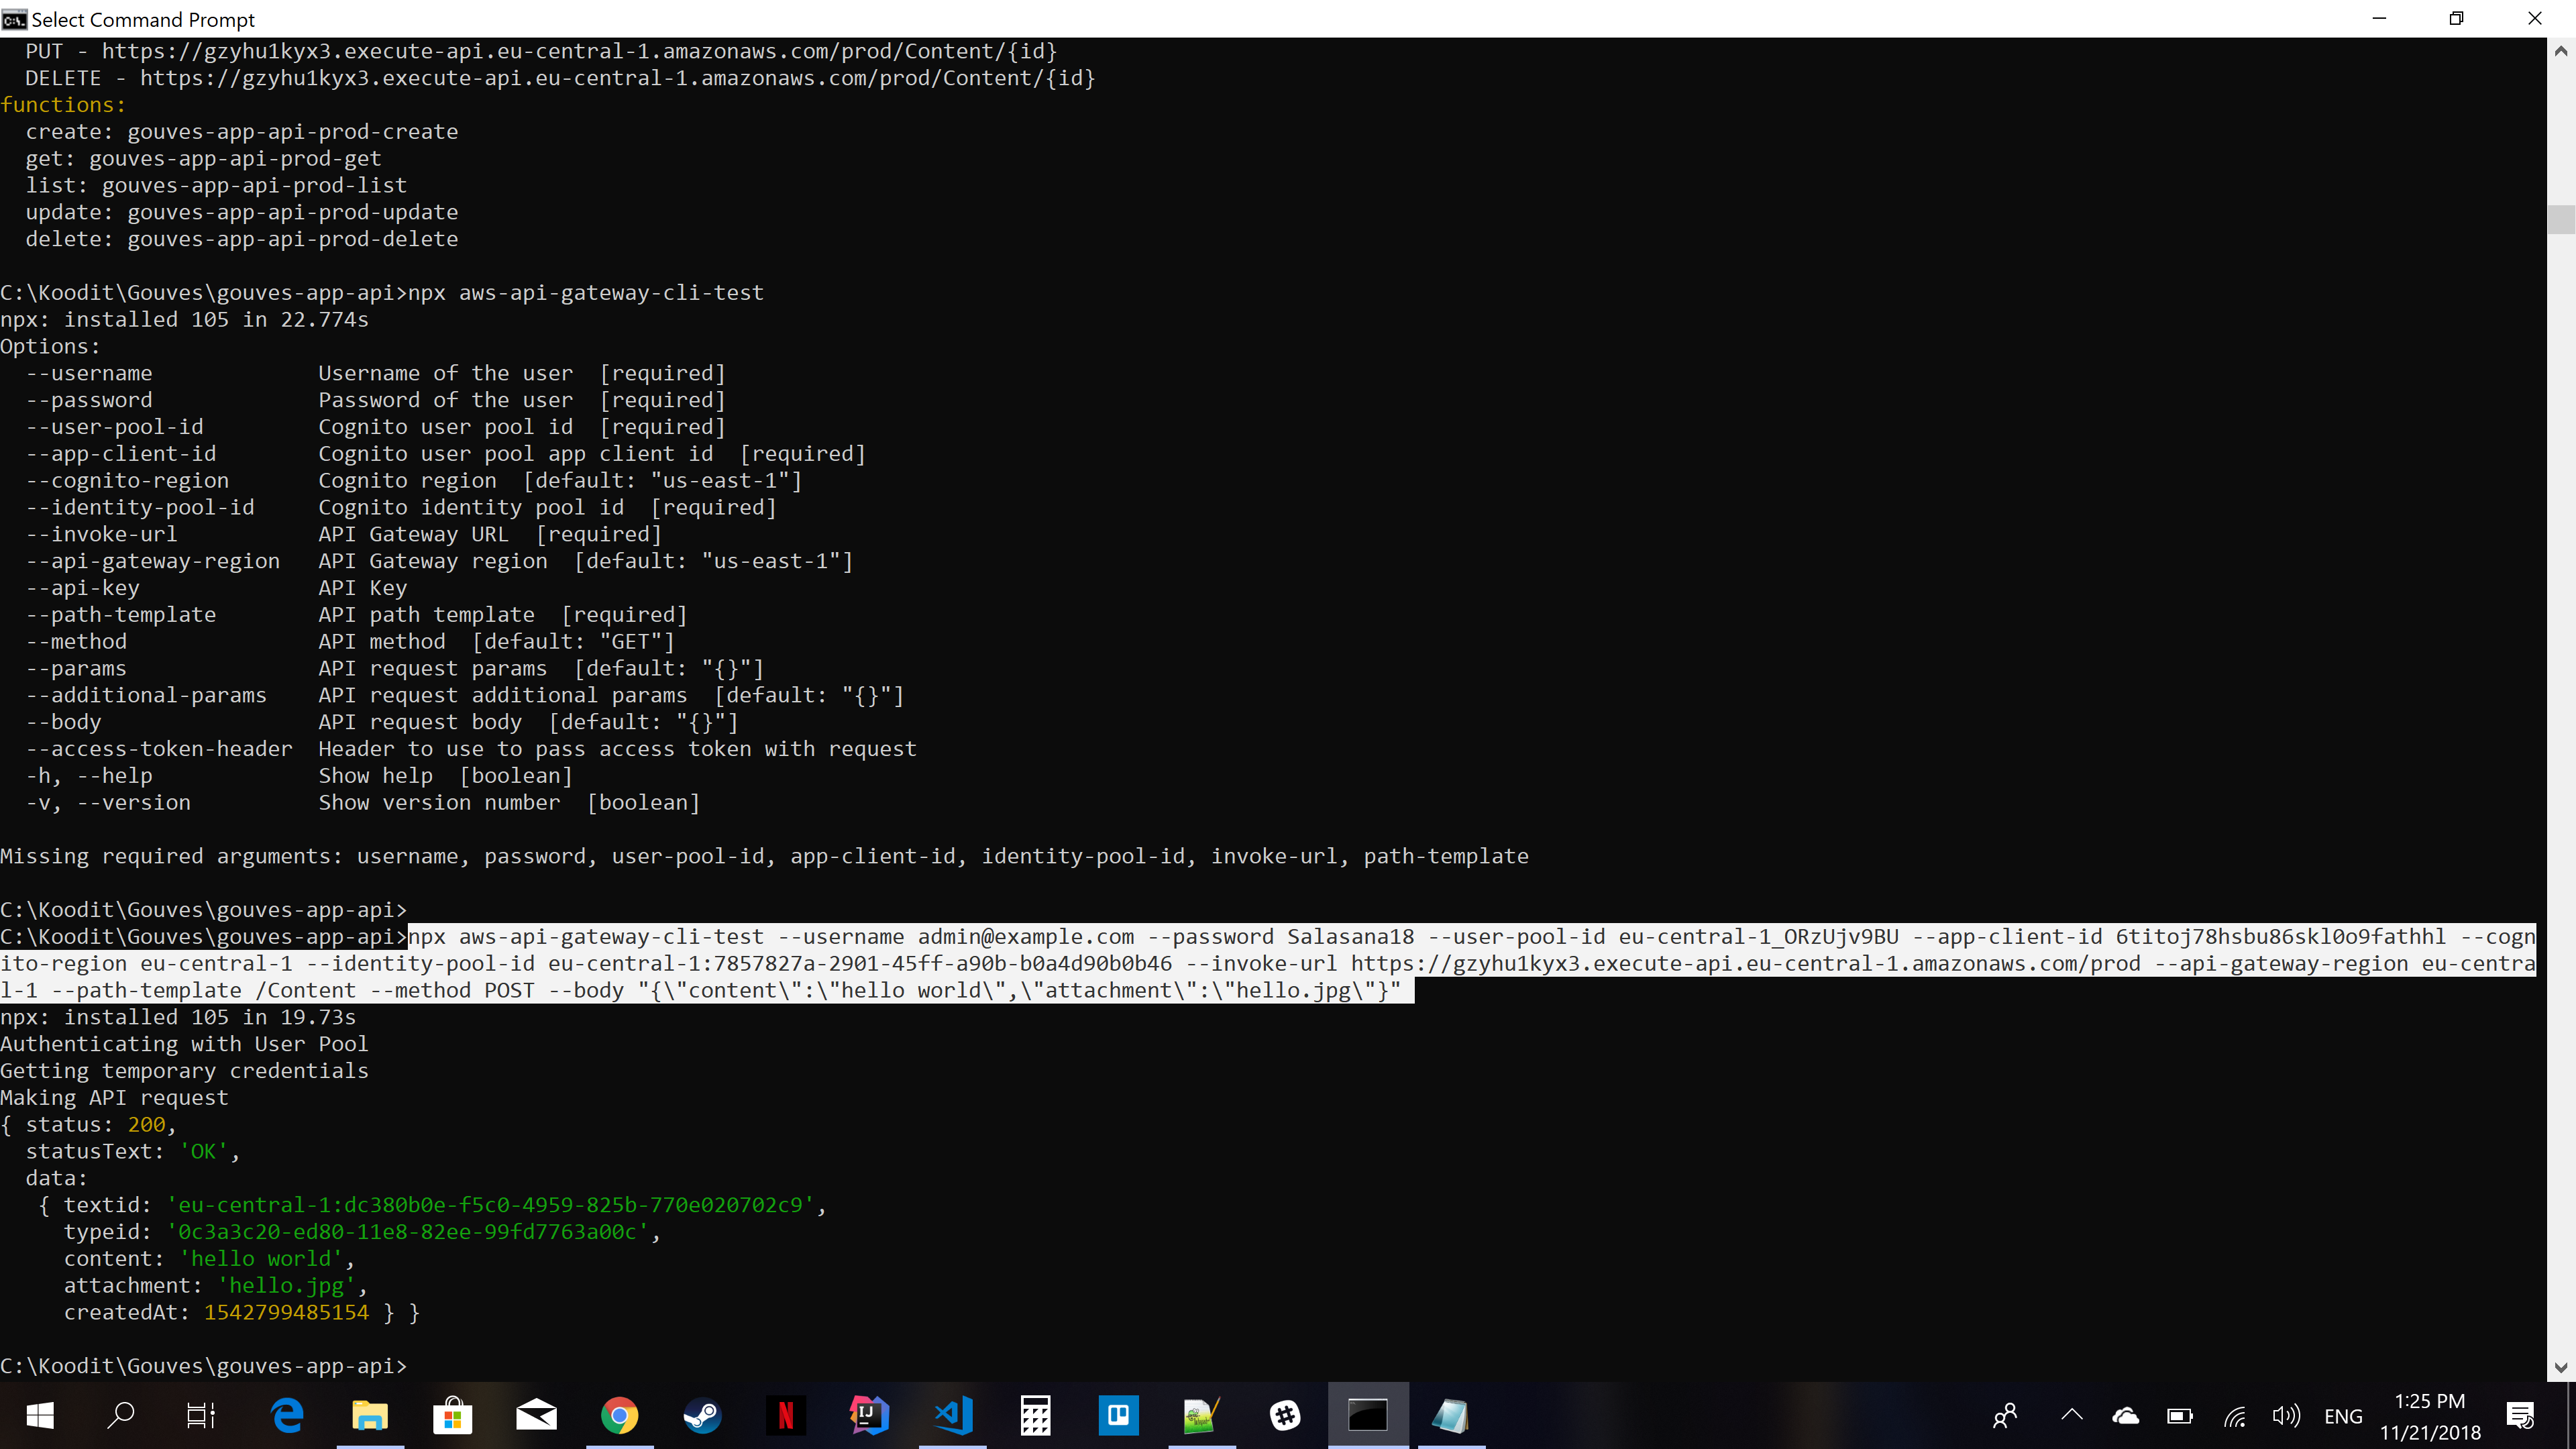 Select Command Prompt
  PUT - https://gzyhu1kyx3.execute-api.eu-central-1.amazonaws.com/prod/Content/{id}
  DELETE - https://gzyhu1kyx3.execute-api.eu-central-1.amazonaws.com/prod/Content/{id}
functions:
  create: gouves-app-api-prod-create
  get: gouves-app-api-prod-get
  list: gouves-app-api-prod-list
  update: gouves-app-api-prod-update
  delete: gouves-app-api-prod-delete
C:\Koodit\Gouves\gouves-app-api>npx aws-api-gateway-cli-test
npx: installed 105 in 22.774s
Options:
  --username             Username of the user  [required]
  --password             Password of the user  [required]
  --user-pool-id         Cognito user pool id  [required]
  --app-client-id        Cognito user pool app client id  [required]
  --cognito-region       Cognito region  [default: "us-east-1"]
  --identity-pool-id     Cognito identity pool id  [required]
  --invoke-url           API Gateway URL  [required]
  --api-gateway-region   API Gateway region  [default: "us-east-1"]
  --api-key              API Key
  --path-template        API path template  [required]
  --method               API method  [default: "GET"]
  --params               API request params  [default: "{}"]
  --additional-params    API request additional params  [default: "{}"]
  --body                 API request body  [default: "{}"]
  --access-token-header  Header to use to pass access token with request
  -h, --help             Show help  [boolean]
  -v, --version          Show version number  [boolean]
Missing required arguments: username, password, user-pool-id, app-client-id, identity-pool-id, invoke-url, path-template
C:\Koodit\Gouves\gouves-app-api>
C:\Koodit\Gouves\gouves-app-api>npx aws-api-gateway-cli-test --username admin@example.com --password Salasana18 --user-pool-id eu-central-1_ORzUjv9BU --app-client-id 6titoj78hsbu86skl0o9fathhl --cogn
ito-region eu-central-1 --identity-pool-id eu-central-1:7857827a-2901-45ff-a90b-b0a4d90b0b46 --invoke-url https://gzyhu1kyx3.execute-api.eu-central-1.amazonaws.com/prod --api-gateway-region eu-centra
l-1 --path-template /Content --method POST --body "{\"content\":\"hello world\",\"attachment\":\"hello.jpg\"}"
npx: installed 105 in 19.73s
Authenticating with User Pool
Getting temporary credentials
Making API request
{ status: 200,
  statusText: 'OK',
  data:
   { textid: 'eu-central-1:dc380b0e-f5c0-4959-825b-770e020702c9',
     typeid: '0c3a3c20-ed80-11e8-82ee-99fd7763a00c',
     content: 'hello world',
     attachment: 'hello.jpg',
     createdAt: 1542799485154 } }
C:\Koodit\Gouves\gouves-app-api>
ENG
1:25 PM
11/21/2018